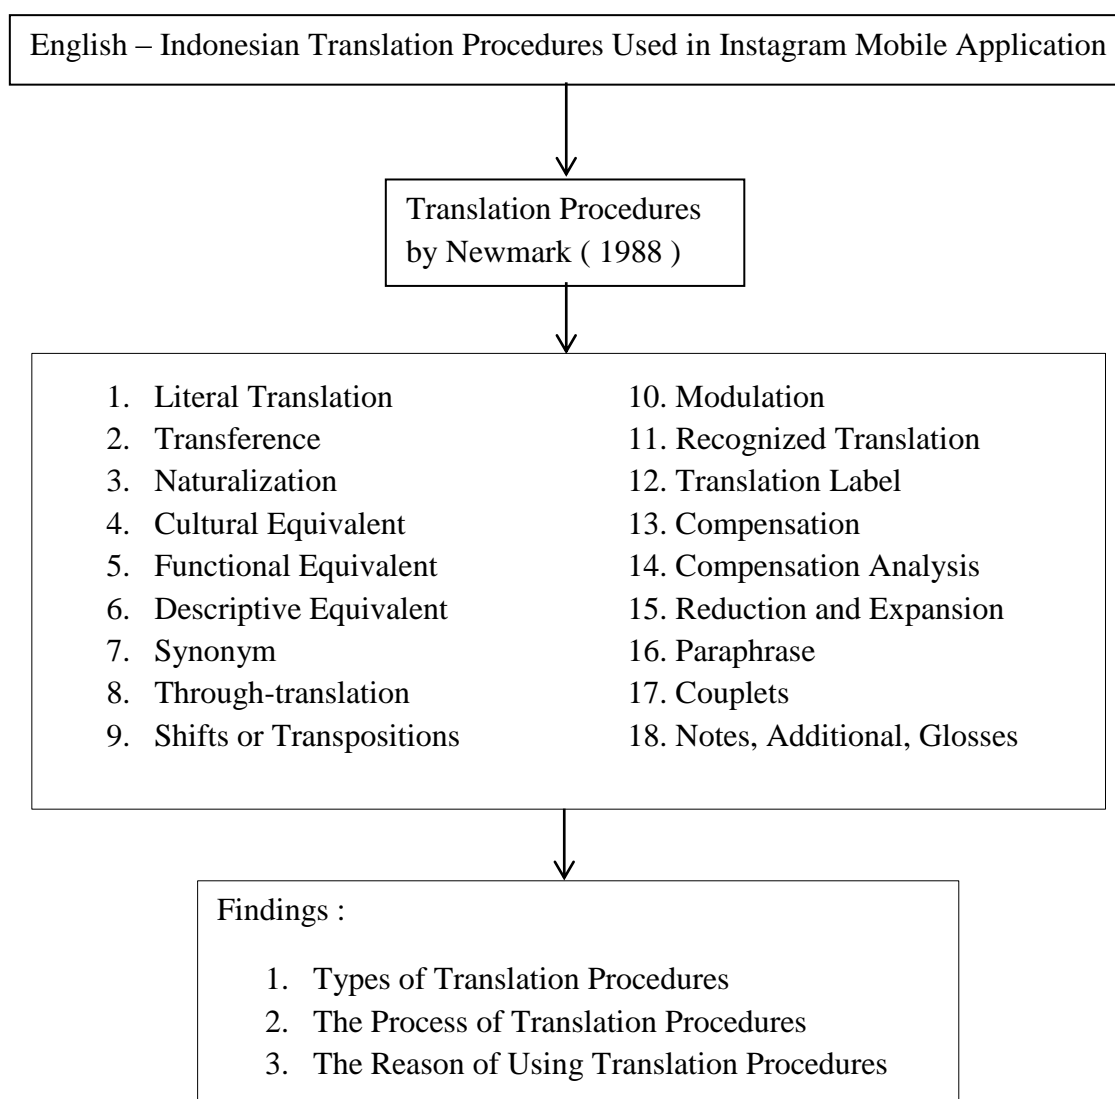 English – Indonesian Translation Procedures Used in Instagram Mobile Application
Translation Procedures
by Newmark ( 1988 )
1. Literal Translation
2. Transference
3. Naturalization
4. Cultural Equivalent
5. Functional Equivalent
6. Descriptive Equivalent
7. Synonym
8. Through-translation
9. Shifts or Transpositions
10. Modulation
11. Recognized Translation
12. Translation Label
13. Compensation
14. Compensation Analysis
15. Reduction and Expansion
16. Paraphrase
17. Couplets
18. Notes, Additional, Glosses
Findings :
1. Types of Translation Procedures
2. The Process of Translation Procedures
3. The Reason of Using Translation Procedures